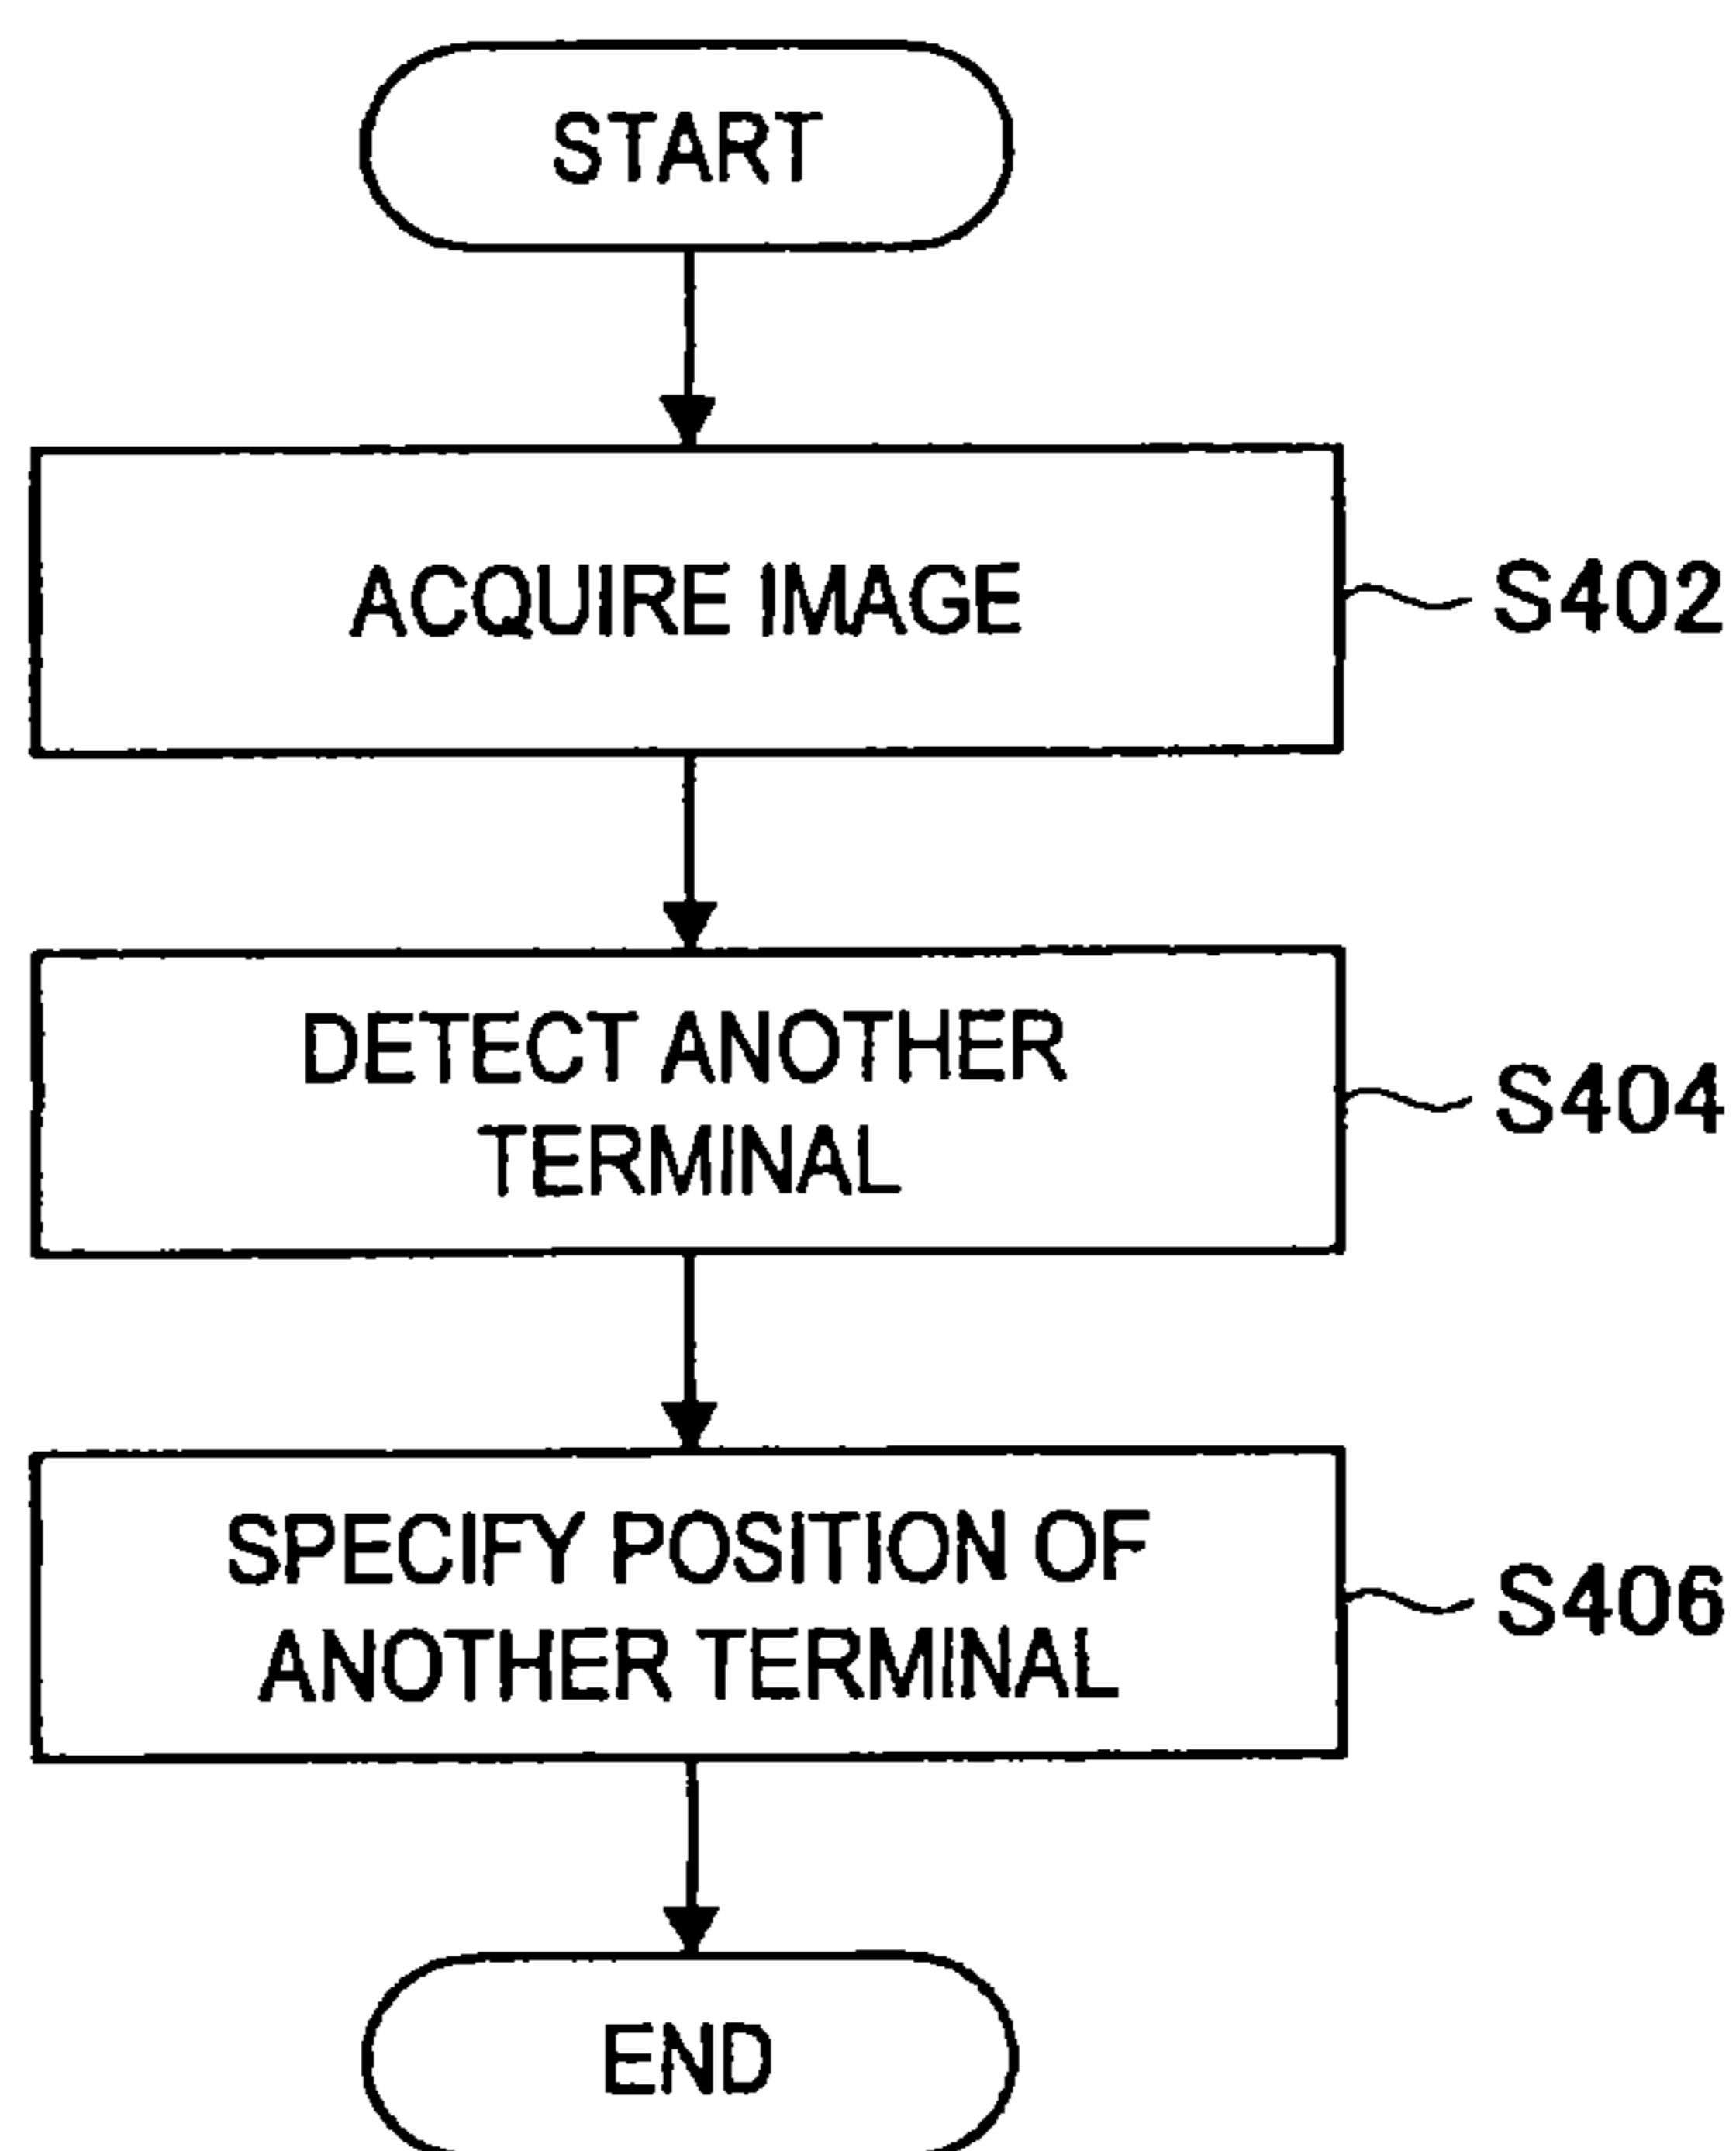 START
ACQUIRE IMAGE
S402
DETECT ANOTHER
TERMINAL
S404
SPECIFY POSITION OF
ANOTHER TERMINAL
S406
END